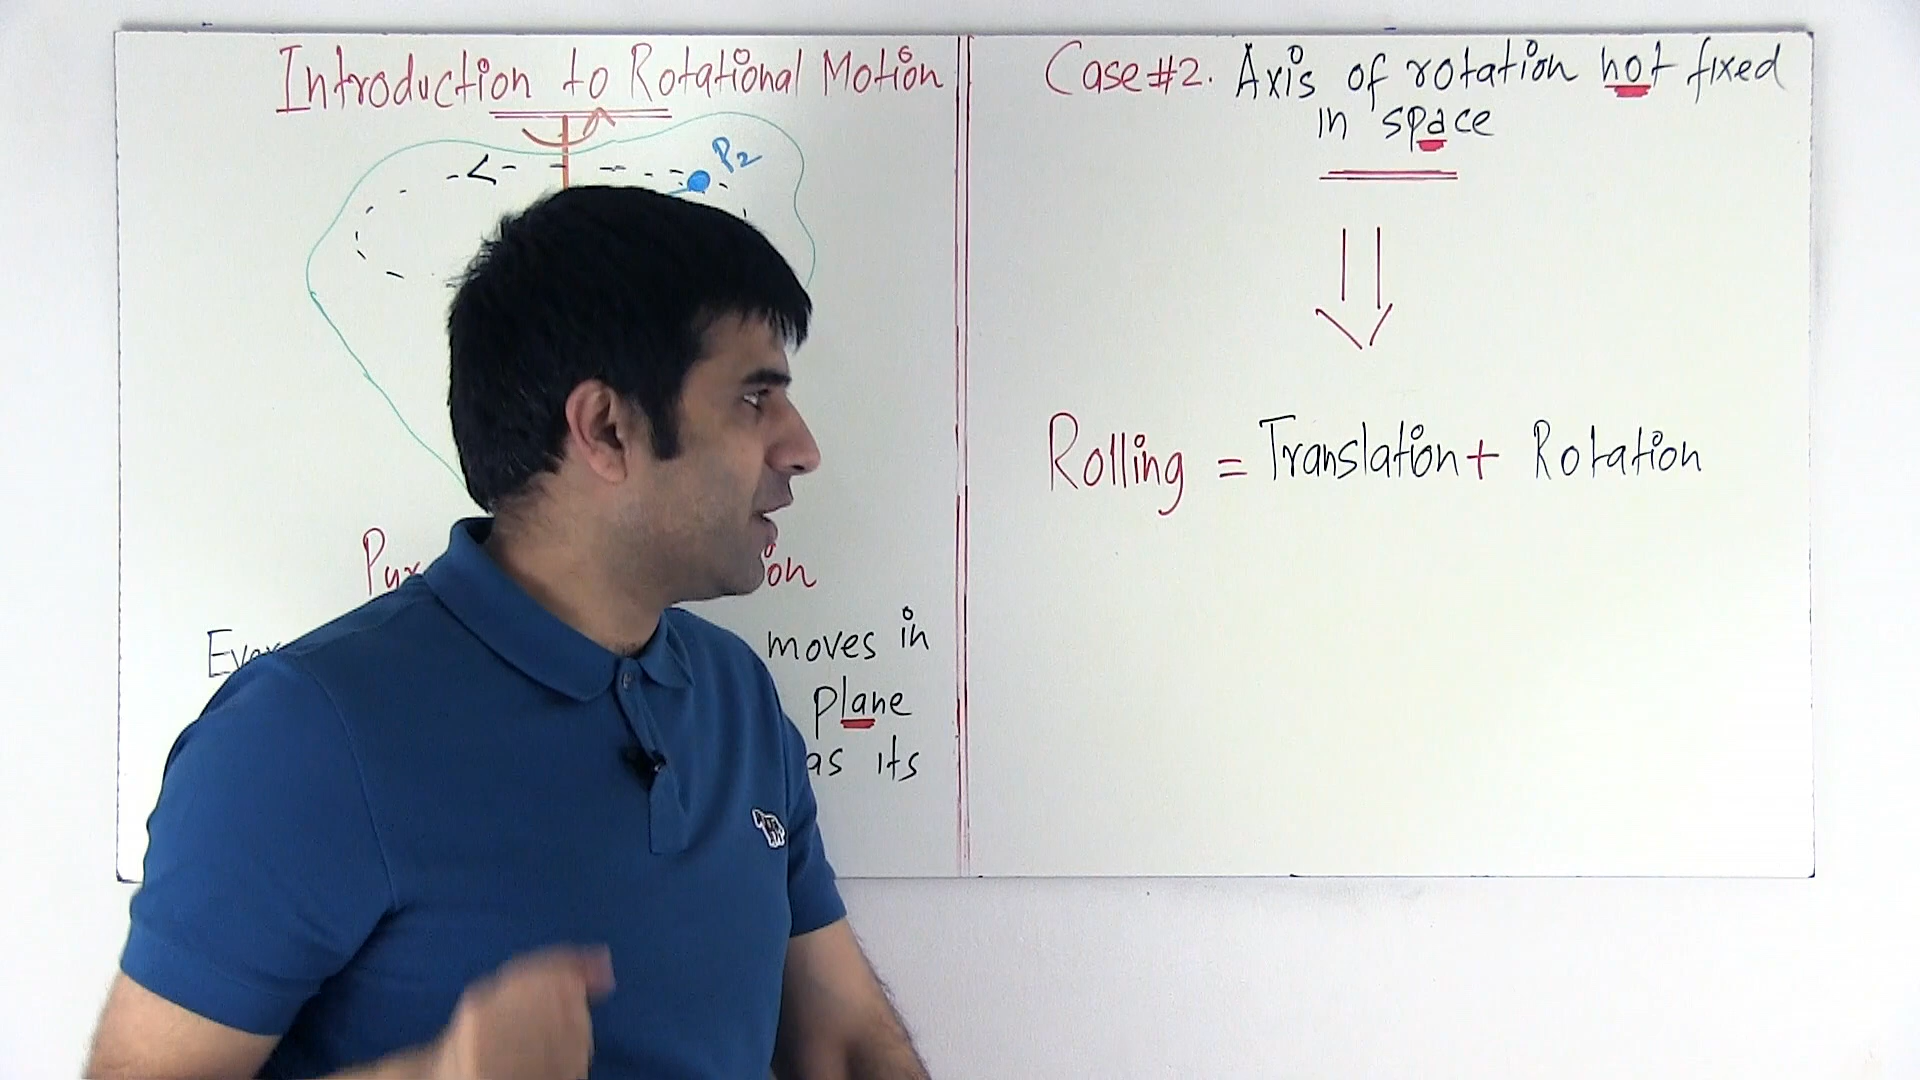 Introduction to Rotational Motion
P2
moves in
plane
as its
Case #2. Axis of rotation not fixed
in space
Rolling = Translation + Rotation